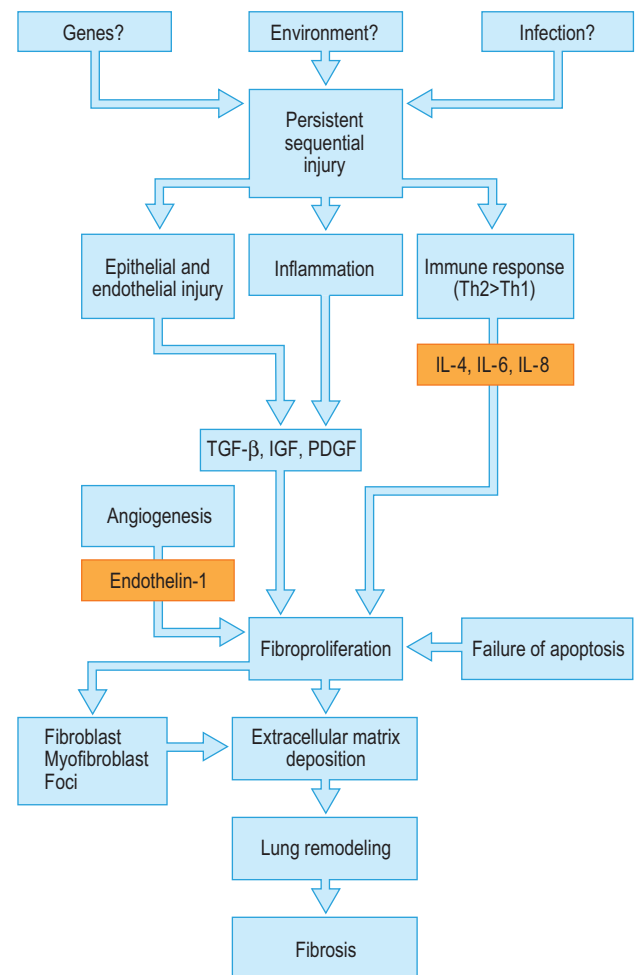 Genes?
Environment?
Infection?
Persistent
sequential
injury
Epithelial and
endothelial injury
Inflammation
Immune response
(Th2>Th1)
IL-4, IL-6, IL-8
TGF-β, IGF, PDGF
Angiogenesis
Endothelin-1
Fibroproliferation
Failure of apoptosis
Fibroblast
Myofibroblast
Foci
Extracellular matrix
deposition
Lung remodeling
Fibrosis